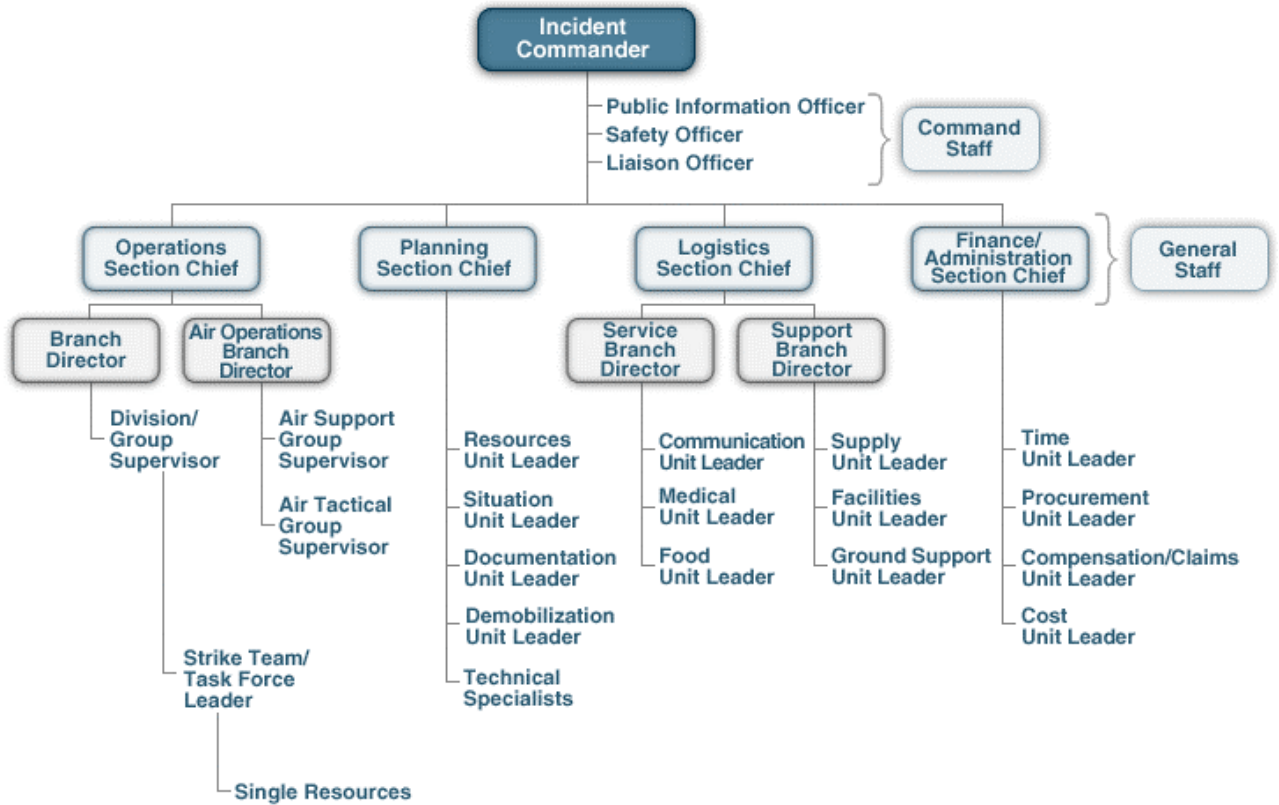 Incident
Commander
Public Information Officer
Safety Officer
Liaison Officer
Command
Staff
Operations
Section Chief
Planning
Section Chief
Logistics
Section Chief
Finance/
Administration
Section Chief
General
Staff
Branch
Director
Air Operations
Branch
Director
Service
Branch
Director
Support
Branch
Director
Division/
Group
Supervisor
Air Support
Group
Supervisor
Air Tactical
Group
Supervisor
Strike Team/
Task Force
Leader
Single Resources
Resources
Unit Leader
Situation
Unit Leader
Documentation
Unit Leader
Demobilization
Unit Leader
Technical
Specialists
Communication
Unit Leader
Medical
Unit Leader
Food
Unit Leader
Supply
Unit Leader
Facilities
Unit Leader
Ground Support
Unit Leader
Time
Unit Leader
Procurement
Unit Leader
Compensation/Claims
Unit Leader
Cost
Unit Leader